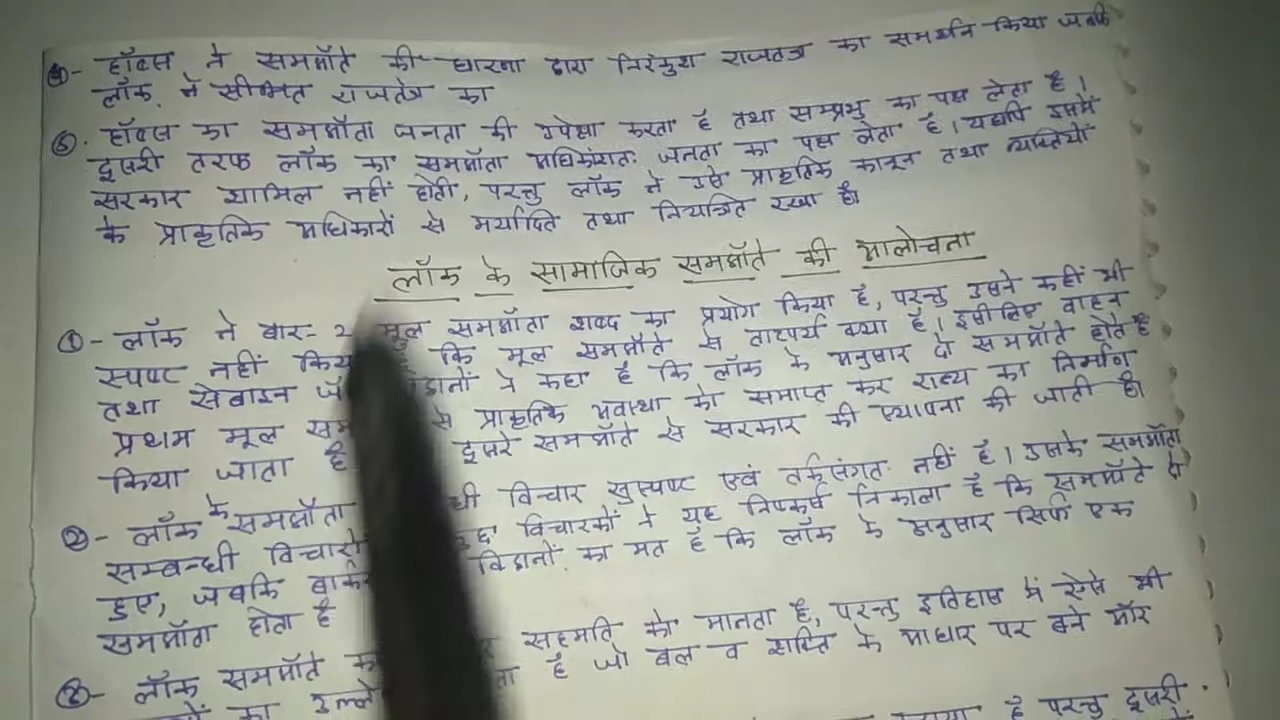 ④- हॉब्स ने समझौते की धारणा द्वारा निरंकुश राजतंत्र का समर्थन किया जबकि
लॉक ने सीमित राजतंत्र का
⑤. हॉब्स का समझौता जनता की उपेक्षा करता है तथा सम्प्रभु का पक्ष लेता है।
दूसरी तरफ लॉक का समझौता अधिकांशतः जनता का पक्ष लेता है। यद्यपि इसमें
सरकार शामिल नहीं होती, परन्तु लॉक ने उसे प्राकृतिक कानून तथा व्यक्तियों
के प्राकृतिक अधिकारों से मर्यादित तथा नियंत्रित रखा है।
लॉक के सामाजिक समझौते की आलोचना
①- लॉक ने बार-२ मूल समझौता शब्द का प्रयोग किया है, परन्तु उसने कहीं भी
स्पष्ट नहीं किया है कि मूल समझौते से तात्पर्य क्या है। इसीलिए वाहन
तथा सेबाइन विद्वानों ने कहा है कि लॉक के अनुसार दो समझौते होते है
प्रथम मूल से प्राकृतिक अवस्था को समाप्त कर राज्य का निर्माण
किया जाता है दूसरे समझौते से सरकार की स्थापना की जाती है।
②- लॉक के समझौता विचार सुस्पष्ट एवं तर्कसंगत नहीं है। उसके समझौता
सम्बन्धी विचारों विचारकों ने यह निष्कर्ष निकाला है कि समझौते दो
हुए, जबकि विद्वानों का मत है कि लॉक के अनुसार सिर्फ एक
समझौता होता है
③- लॉक समझौते सहमति को मानता है, परन्तु इतिहास में ऐसे भी
का है जो बल व शक्ति के आधार पर बने और
है परन्तु दूसरी